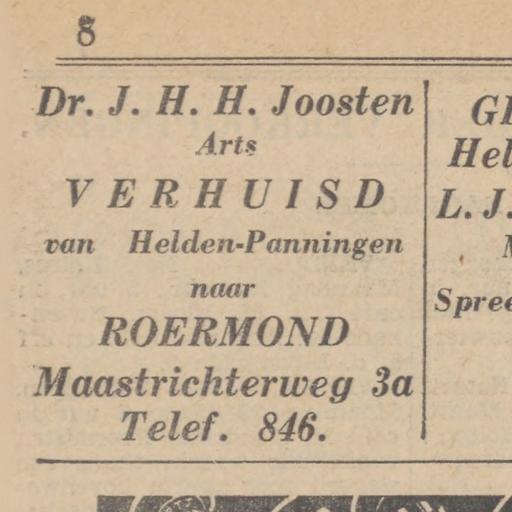 8
Dr. J. H. H. Joosten
Arts
VERHUISD
van Helden-Panningen
naar
ROERMOND
Maastrichterweg 3a
Telef. 846.
L. J.